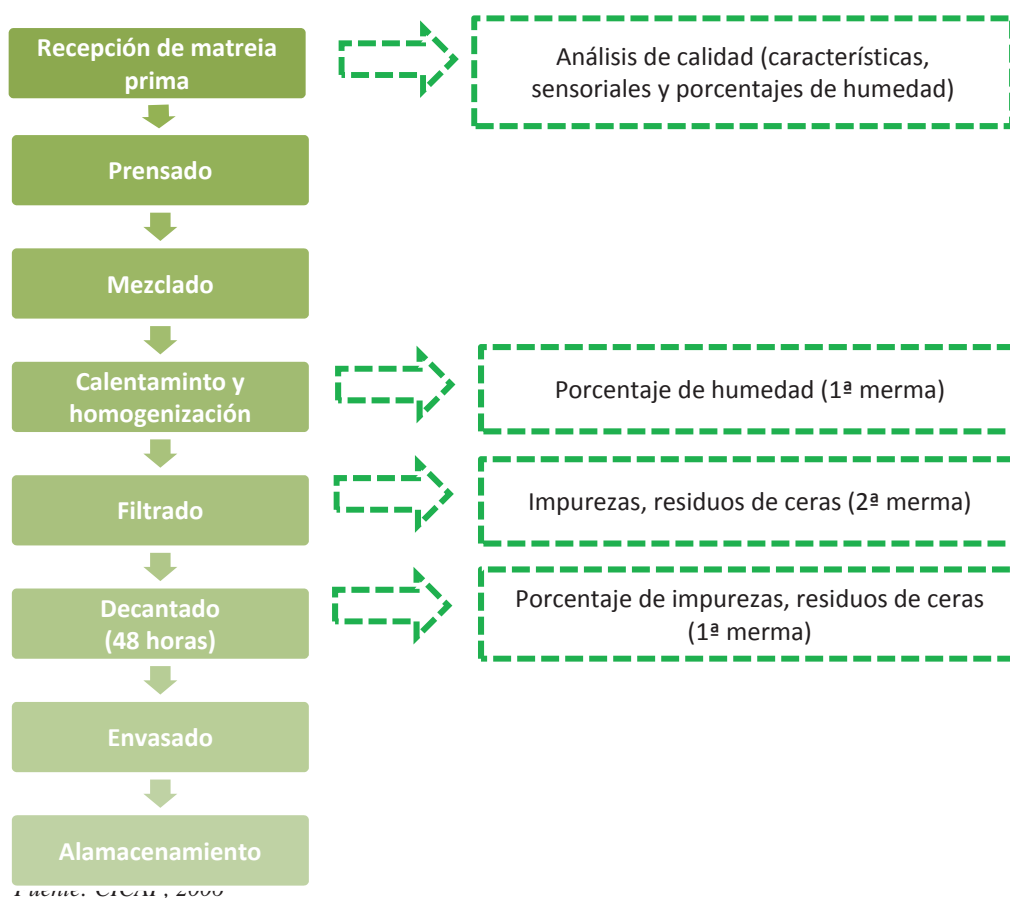 Recepción de matreia
prima
Análisis de calidad (características,
sensoriales y porcentajes de humedad)
Prensado
Mezclado
Calentaminto y
homogenización
Porcentaje de humedad (1ª merma)
Filtrado
Impurezas, residuos de ceras (2ª merma)
Decantado
(48 horas)
Porcentaje de impurezas, residuos de ceras
(1ª merma)
Envasado
Alamacenamiento
Fuente: